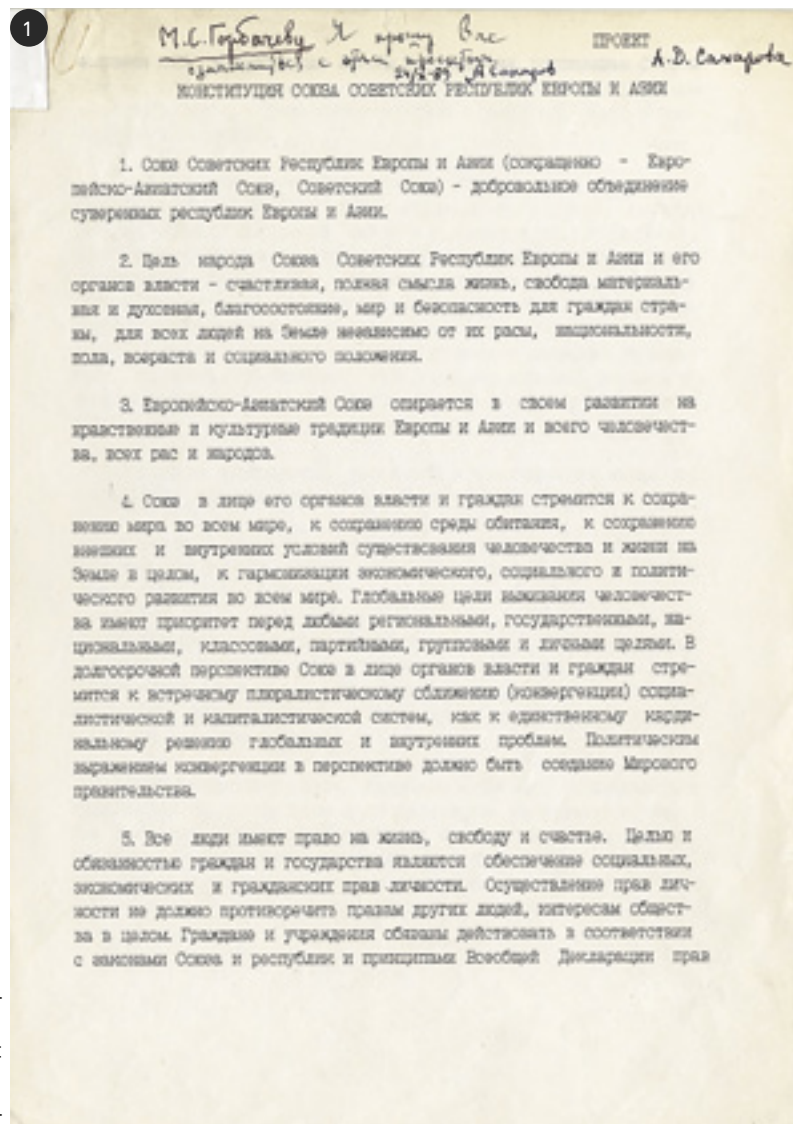 1
М.С. Горбачеву Я прошу Вас
ПРОЕКТ
А.Д. Сахарова
с этим
А Сахаров
КОНСТИТУЦИЯ СОЮЗА СОВЕТСКИХ РЕСПУБЛИК ЕВРОПЫ И АЗИИ
1. Союз Советских Республик Европы и Азии (сокращенно - Евро-
пейско-Азиатский Союз, Советский Союз) - добровольное объединение
суверенных республик Европы и Азии.
2. Цель народа Союза Советских Республик Европы и Азии и его
органов власти - счастливая, полная смысла жизнь, свобода материаль-
ная и духовная, благосостояние, мир и безопасность для граждан стра-
ны, для всех людей на Земле независимо от их расы, национальности,
пола, возраста и социального положения.
3. Европейско-Азиатский Союз опирается в своем развитии на
нравственные и культурные традиции Европы и Азии и всего человечест-
ва, всех рас и народов.
4. Союз в лице его органов власти и граждан стремится к сохра-
нению мира во всем мире, к сохранению среды обитания, к сохранению
внешних и внутренних условий существования человечества и жизни на
Земле в целом, к гармонизации экономического, социального и полити-
ческого развития во всем мире. Глобальные цели выживания человечест-
ва имеют приоритет перед любыми региональными, государственными, на-
циональными, классовыми, партийными, групповыми и личными целями. В
долгосрочной перспективе Союз в лице органов власти и граждан стре-
мится к встречному плюралистическому сближению (конвергенции) социа-
листической и капиталистической систем, как к единственному карди-
нальному решению глобальных и внутренних проблем. Политическим
выражением конвергенции в перспективе должно быть создание Мирового
правительства.
5. Все люди имеют право на жизнь, свободу и счастье. Целью и
обязанностью граждан и государства являются обеспечение социальных,
экономических и гражданских прав личности. Осуществление прав лич-
ности не должно противоречить правам других людей, интересам общест-
ва в целом. Граждане и учреждения обязаны действовать в соответствии
с законами Союза и республик и принципами Всеобщей Декларации прав